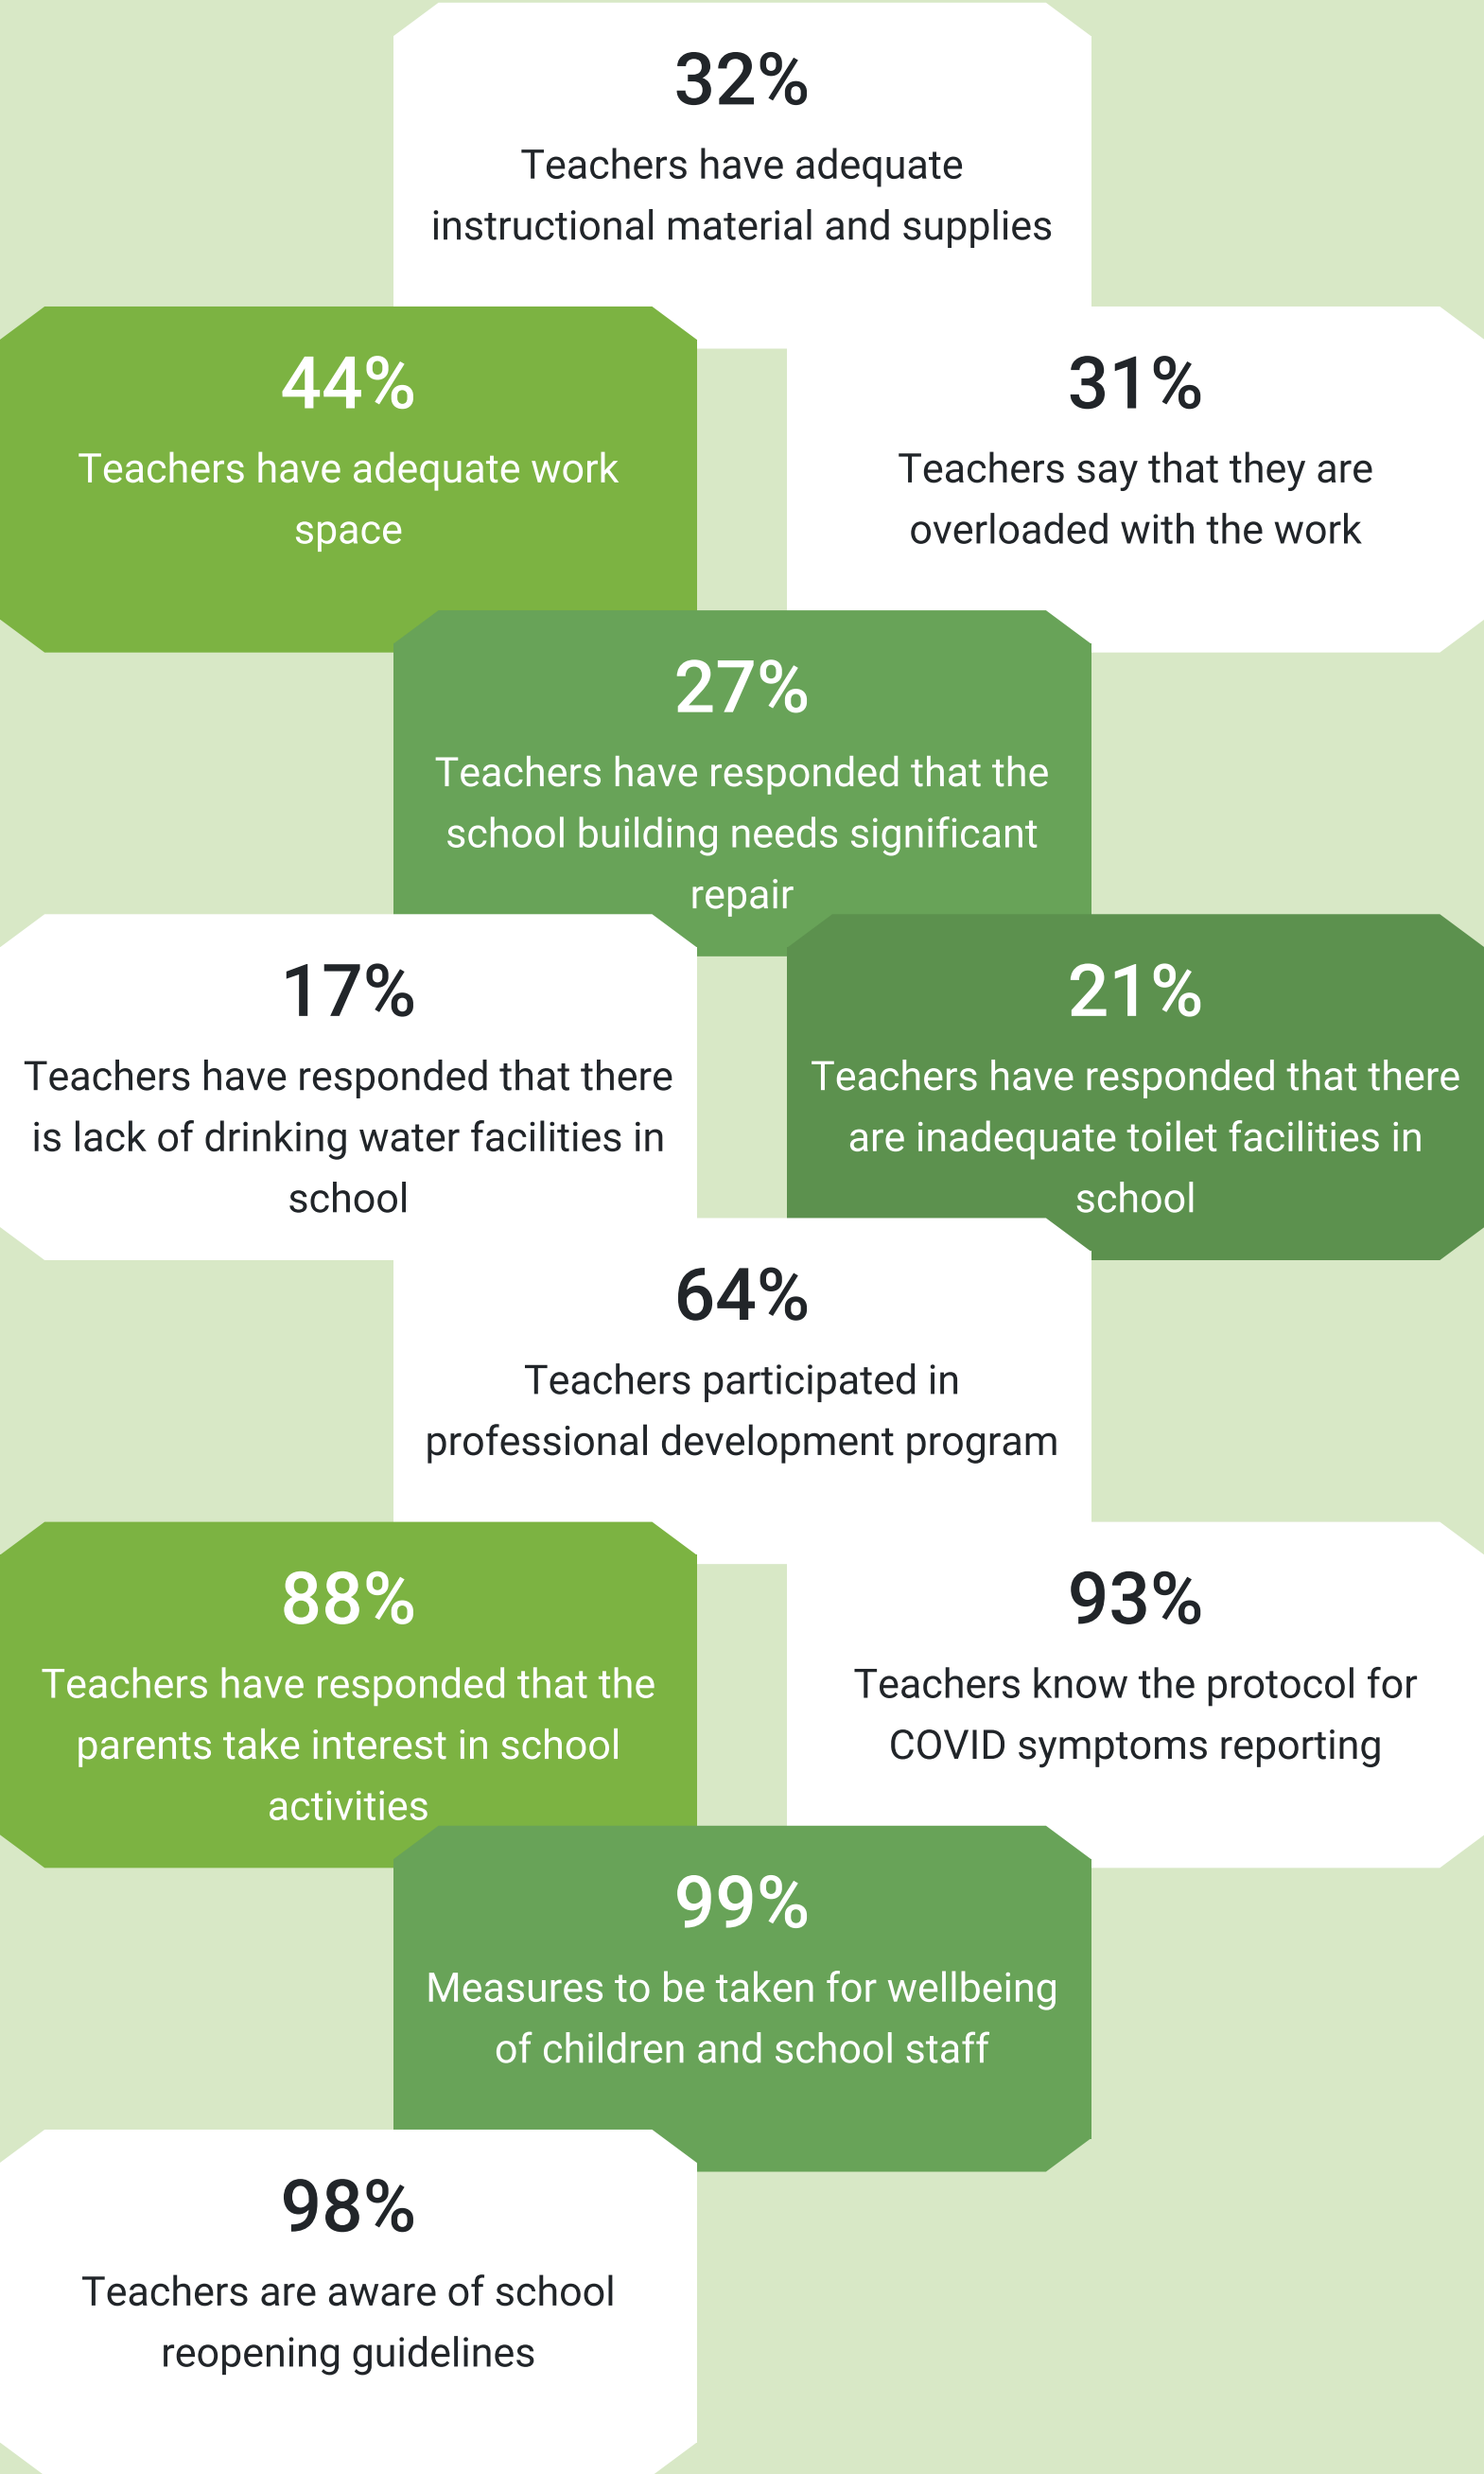 32%
Teachers have adequate
instructional material and supplies
44%
Teachers have adequate work
space
31%
Teachers say that they are
overloaded with the work
27%
Teachers have responded that the
school building needs significant
repair
17%
Teachers have responded that there
is lack of drinking water facilities in
school
21%
Teachers have responded that there
are inadequate toilet facilities in
school
64%
Teachers participated in
professional development program
88%
Teachers have responded that the
parents take interest in school
activities
93%
Teachers know the protocol for
COVID symptoms reporting
99%
Measures to be taken for wellbeing
of children and school staff
98%
Teachers are aware of school
reopening guidelines